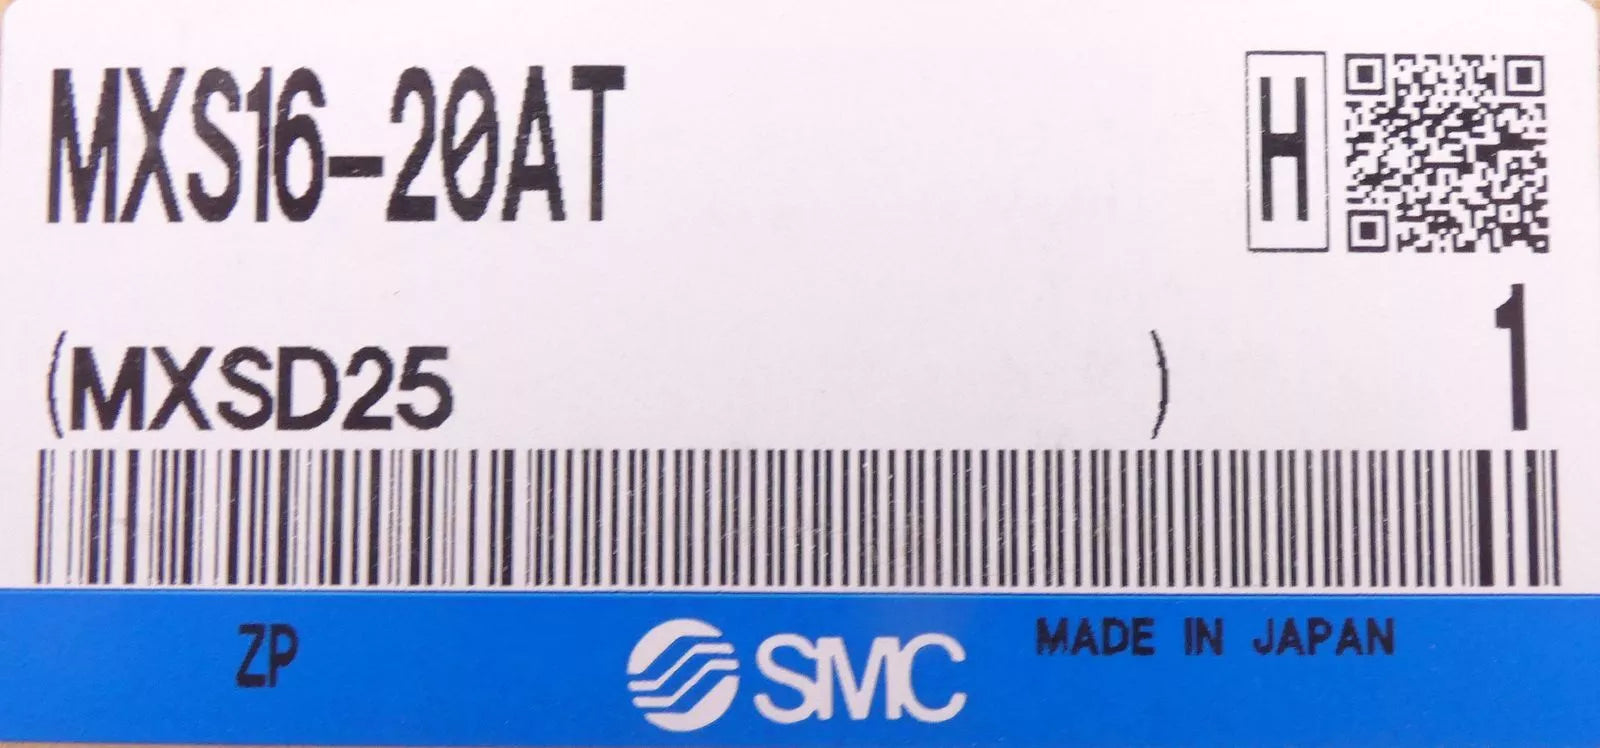 MXS16-20AT
H
(MXSD25 )
1
ZP
SMC
MADE IN JAPAN